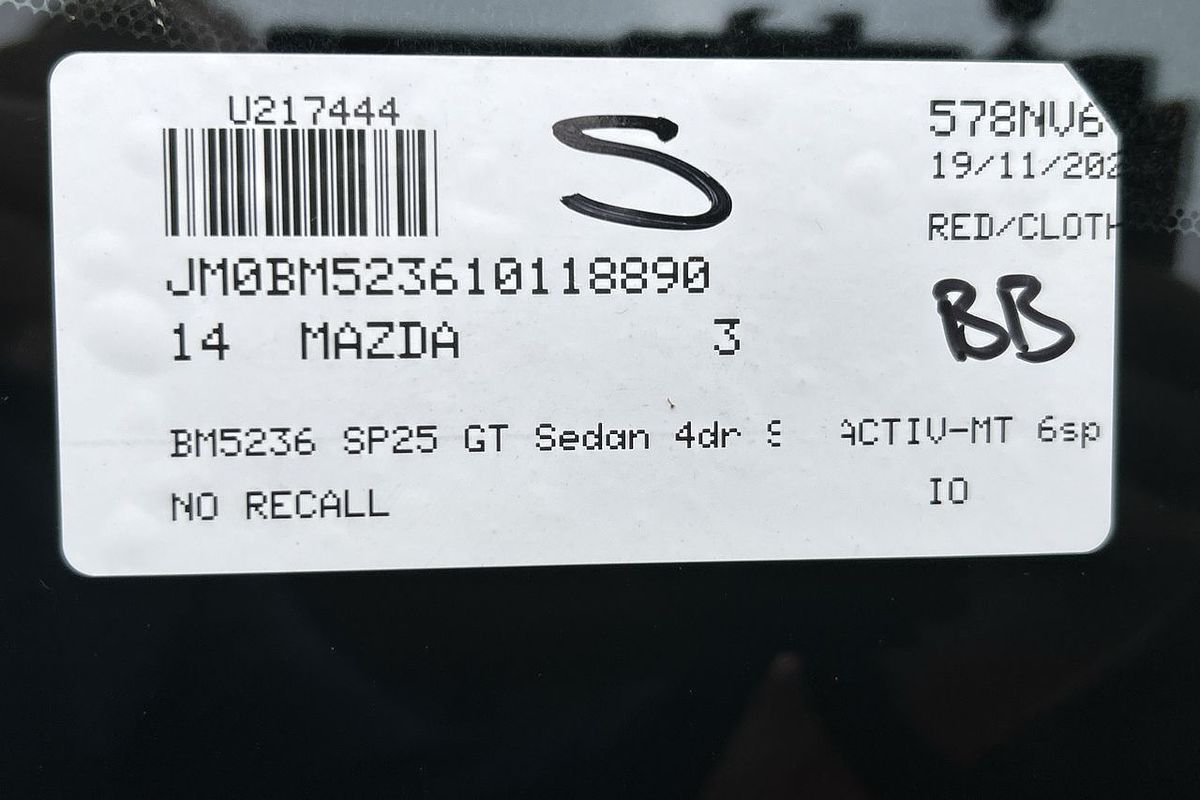 U217444
S
578NV6
19/11/202
RED/CLOTH
JM0BM523610118890
14 MAZDA 3
BB
BM5236 SP25 GT Sedan 4dr S ACTIV-MT 6sp
NO RECALL
IO